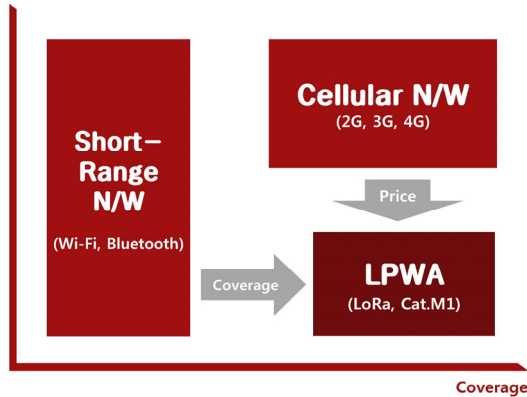 Cellular N/W
(2G, 3G, 4G)
Short-
Range
N/W
(Wi-Fi, Bluetooth)
Price
Coverage
LPWA
(LoRa, Cat.M1)
Coverage